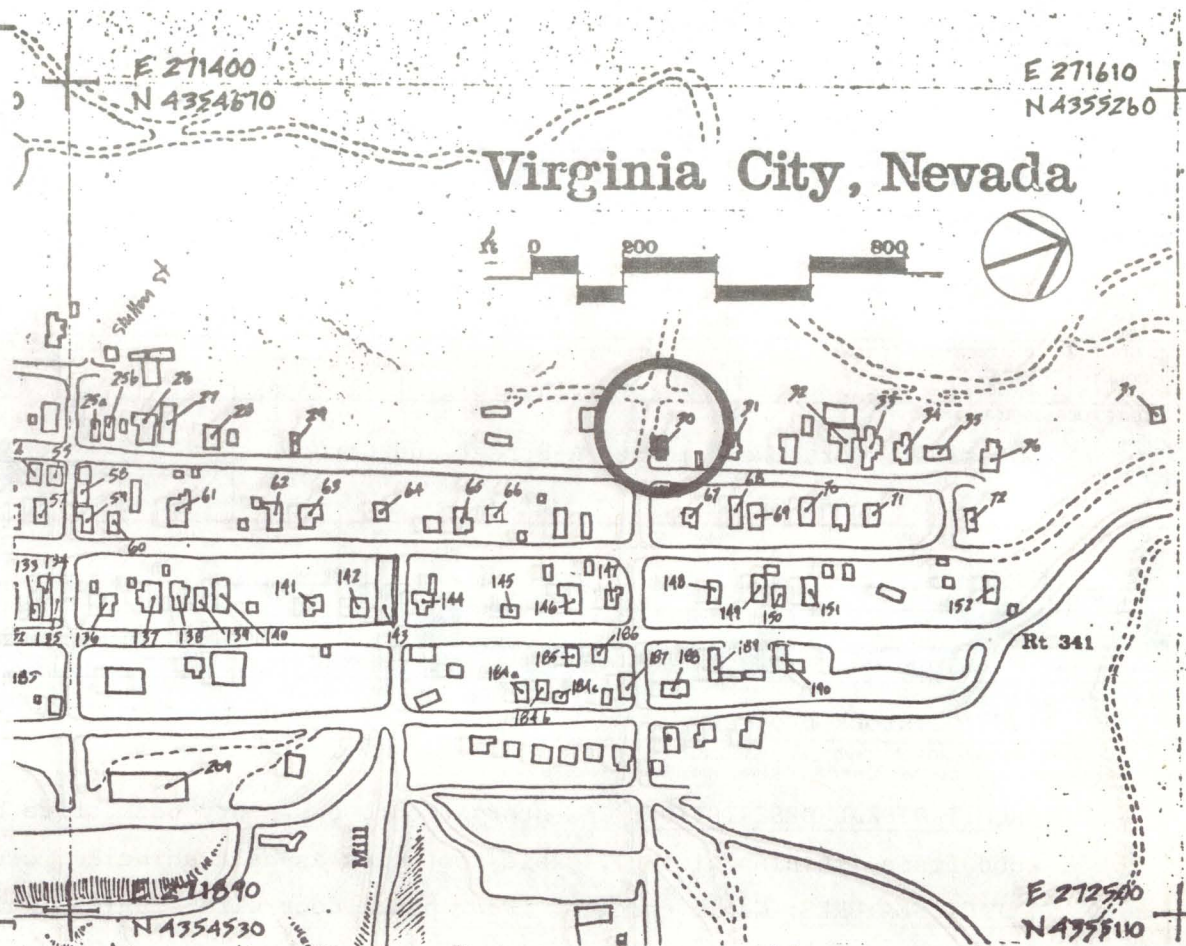 E 271400
N 4354670
E 271610
N 4355260
Virginia City, Nevada
ft 0 200 800
25a 25b 26 27 28 29 30 31 32 33 34 35 36 37
55 57 58 59 60 61 62 63 64 65 66 67 68 69 70 71 72
133 134 135 136 137 138 139 140 141 142 143 144 145 146 147 148 149 150 151 152
185 184a 184b 184c 185 186 187 188 189 190
Rt 341
209
Mill
N 4354530
E 272500
N 4355110